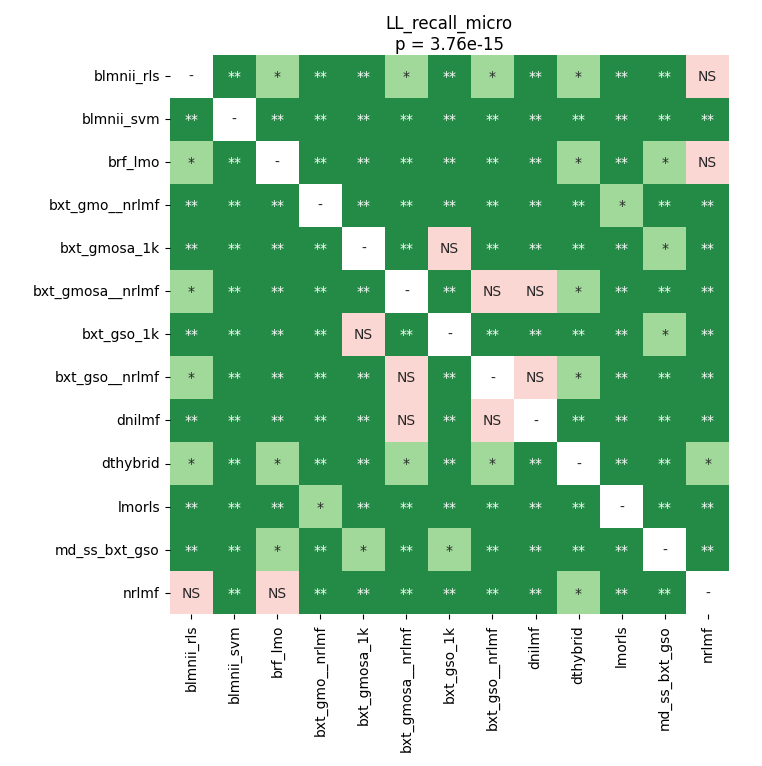 LL_recall_micro
p = 3.76e-15
blmnii_rls - ** * ** ** * ** * ** * ** ** NS
blmnii_svm ** - ** ** ** ** ** ** ** ** ** ** **
brf_lmo * ** - ** ** ** ** ** ** * ** * NS
bxt_gmo__nrlmf ** ** ** - ** ** ** ** ** ** * ** **
bxt_gmosa_1k ** ** ** ** - ** NS ** ** ** ** * **
bxt_gmosa__nrlmf * ** ** ** ** - ** NS NS * ** ** **
bxt_gso_1k ** ** ** ** NS ** - ** ** ** ** * **
bxt_gso__nrlmf * ** ** ** ** NS ** - NS * ** ** **
dnilmf ** ** ** ** ** NS ** NS - ** ** ** **
dthybrid * ** * ** ** * ** * ** - ** ** *
lmorls ** ** ** * ** ** ** ** ** ** - ** **
md_ss_bxt_gso ** ** * ** * ** * ** ** ** ** - **
nrlmf NS ** NS ** ** ** ** ** ** * ** ** -
blmnii_rls
blmnii_svm
brf_lmo
bxt_gmo__nrlmf
bxt_gmosa_1k
bxt_gmosa__nrlmf
bxt_gso_1k
bxt_gso__nrlmf
dnilmf
dthybrid
lmorls
md_ss_bxt_gso
nrlmf